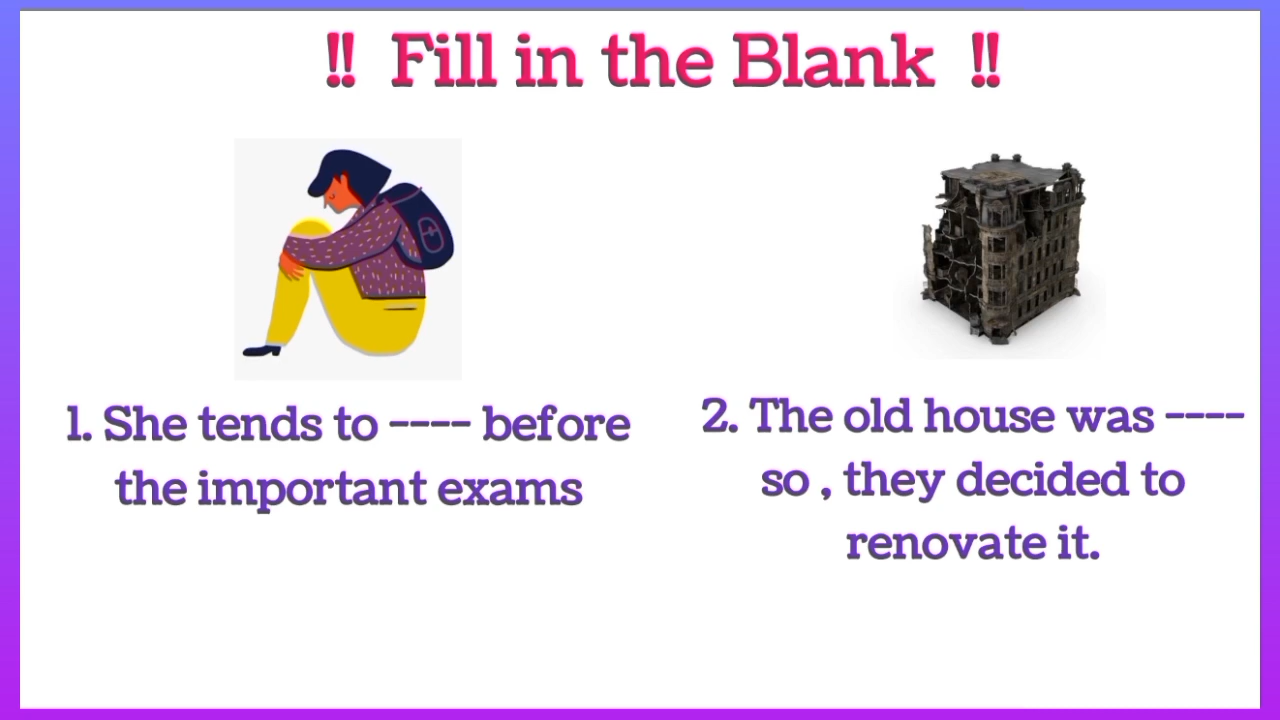 !! Fill in the Blank !!
1. She tends to ---- before
the important exams
2. The old house was ----
so , they decided to
renovate it.